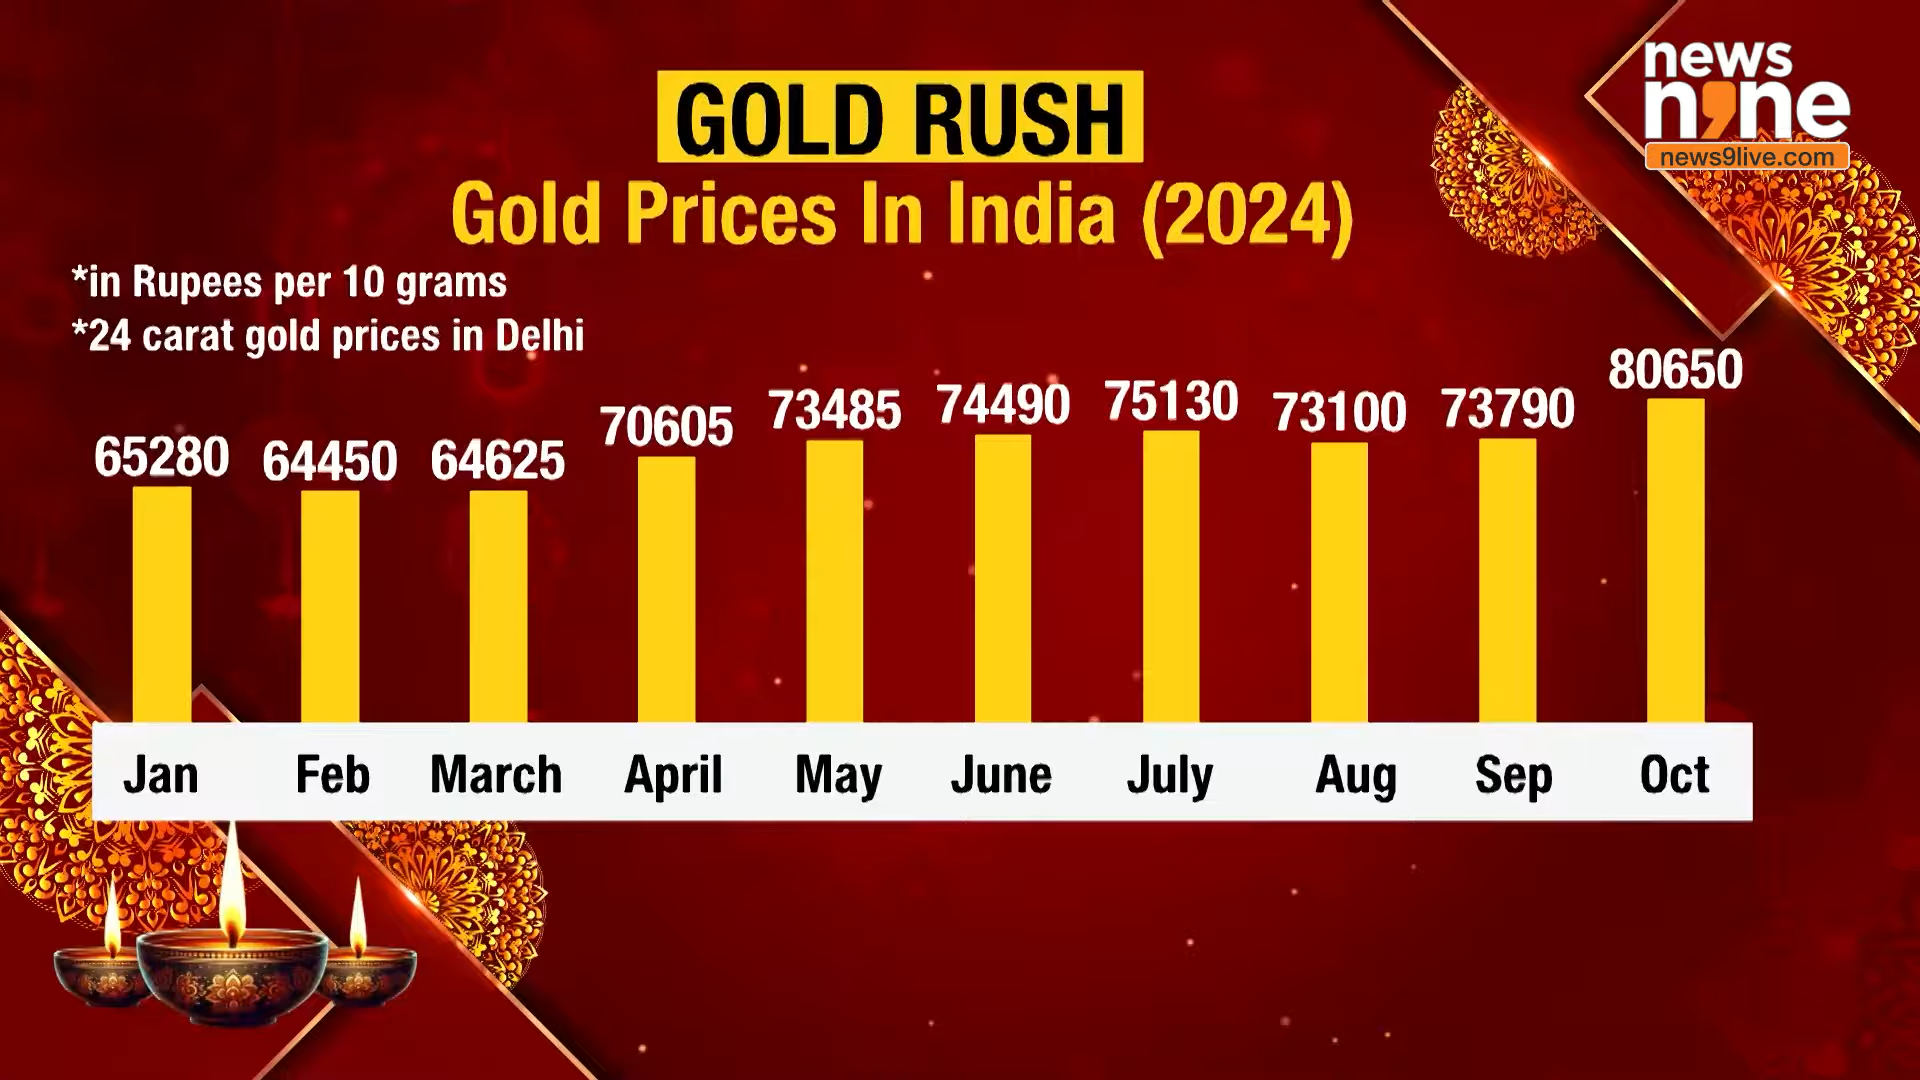 news
nine
news9live.com
GOLD RUSH
Gold Prices In India (2024)
*in Rupees per 10 grams
*24 carat gold prices in Delhi
65280 64450 64625 70605 73485 74490 75130 73100 73790 80650
Jan Feb March April May June July Aug Sep Oct